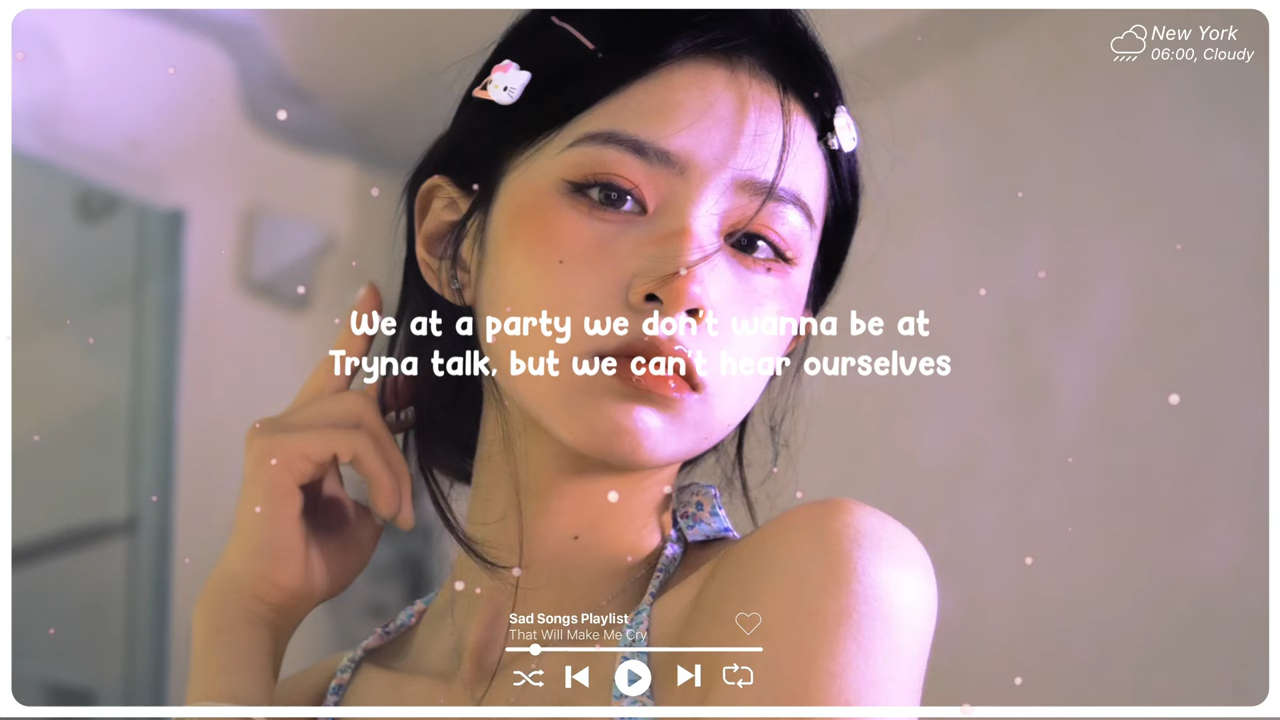 New York
06:00, Cloudy
We at a party we don't wanna be at
Tryna talk, but we can't hear ourselves
Sad Songs Playlist
That Will Make Me Cry